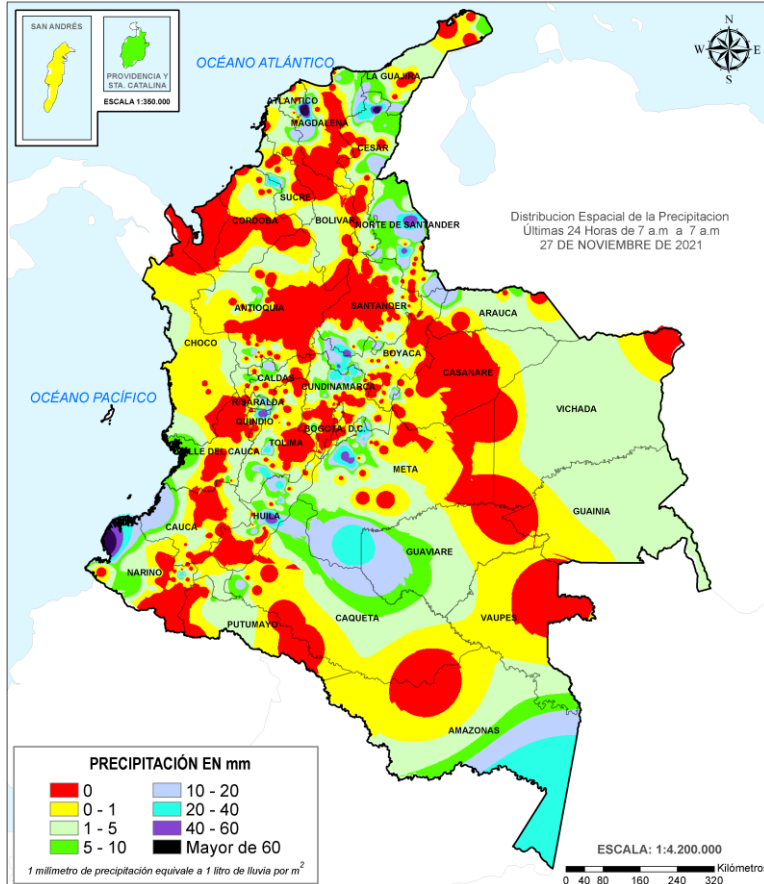 SAN ANDRÉS
PROVIDENCIA Y
STA. CATALINA
ESCALA 1:350.000
N
W
E
S
OCÉANO ATLÁNTICO
LA GUAJIRA
ATLANTICO
MAGDALENA
CESAR
SUCRE
CORDOBA
BOLIVAR
NORTE DE SANTANDER
Distribucion Espacial de la Precipitacion
Últimas 24 Horas de 7 a.m a 7 a.m
27 DE NOVIEMBRE DE 2021
ANTIOQUIA
SANTANDER
ARAUCA
CHOCO
BOYACA
CASANARE
CALDAS
CUNDINAMARCA
OCÉANO PACÍFICO
RISARALDA
VICHADA
QUINDIO
BOGOTA, D.C.
TOLIMA
VALLE DEL CAUCA
META
GUAINIA
HUILA
CAUCA
GUAVIARE
NARINO
CAQUETA
VAUPES
PUTUMAYO
AMAZONAS
PRECIPITACIÓN EN mm
0
0 - 1
1 - 5
5 - 10
10 - 20
20 - 40
40 - 60
Mayor de 60
1 milímetro de precipitación equivale a 1 litro de lluvia por m²
ESCALA: 1:4.200.000
Kilómetros
0 40 80 160 240 320